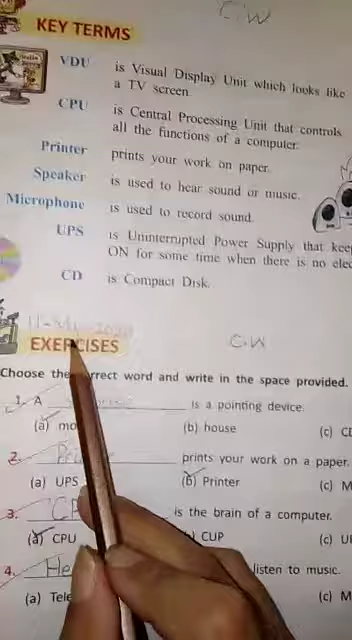 C.W
KEY TERMS
VDU is Visual Display Unit which looks like
a TV screen.
CPU is Central Processing Unit that controls
all the functions of a computer.
Printer prints your work on paper.
Speaker is used to hear sound or music.
Microphone is used to record sound.
UPS is Uninterrupted Power Supply that kee
ON for some time when there is no elec
CD is Compact Disk.
EXERCISES C.W
Choose the rrect word and write in the space provided.
1. A is a pointing device.
(a) mo (b) house (c) C
2. prints your work on a paper.
(a) UPS (b) Printer (c) M
3. CP is the brain of a computer.
(a) CPU CUP (c) U
4. He listen to music.
(a) Tele (c) M